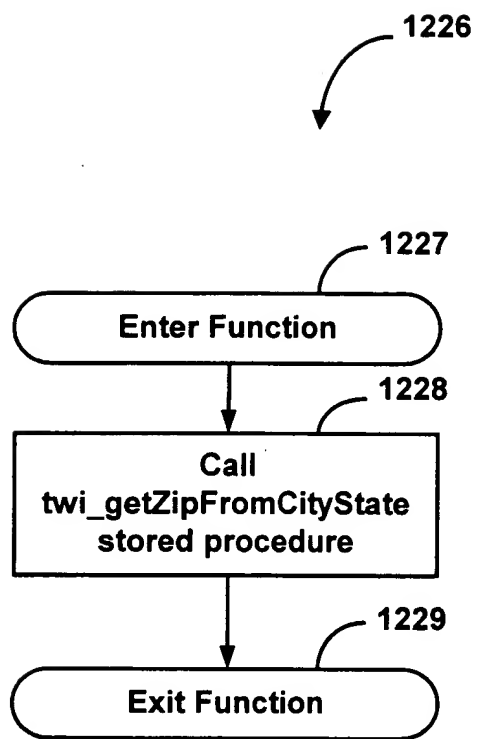 1226
1227
Enter Function
1228
Call
twi_getZipFromCityState
stored procedure
1229
Exit Function